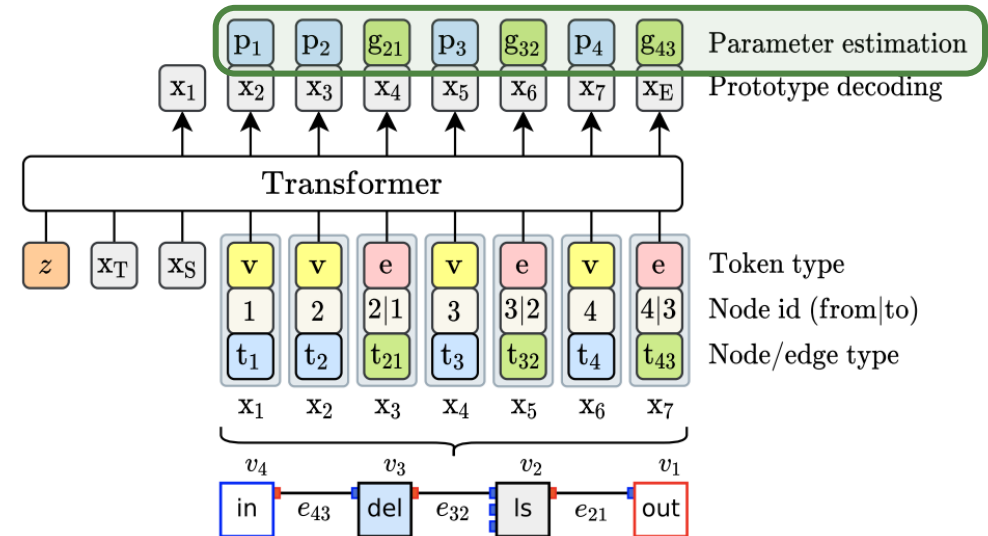 p₁ p₂ g₂₁ p₃ g₃₂ p₄ g₄₃ Parameter estimation
x₁ x₂ x₃ x₄ x₅ x₆ x₇ x_E Prototype decoding
Transformer
z x_T x_S v v e v e v e Token type
1 2 2|1 3 3|2 4 4|3 Node id (from|to)
t₁ t₂ t₂₁ t₃ t₃₂ t₄ t₄₃ Node/edge type
x₁ x₂ x₃ x₄ x₅ x₆ x₇
v₄ v₃ v₂ v₁
in e₄₃ del e₃₂ ls e₂₁ out